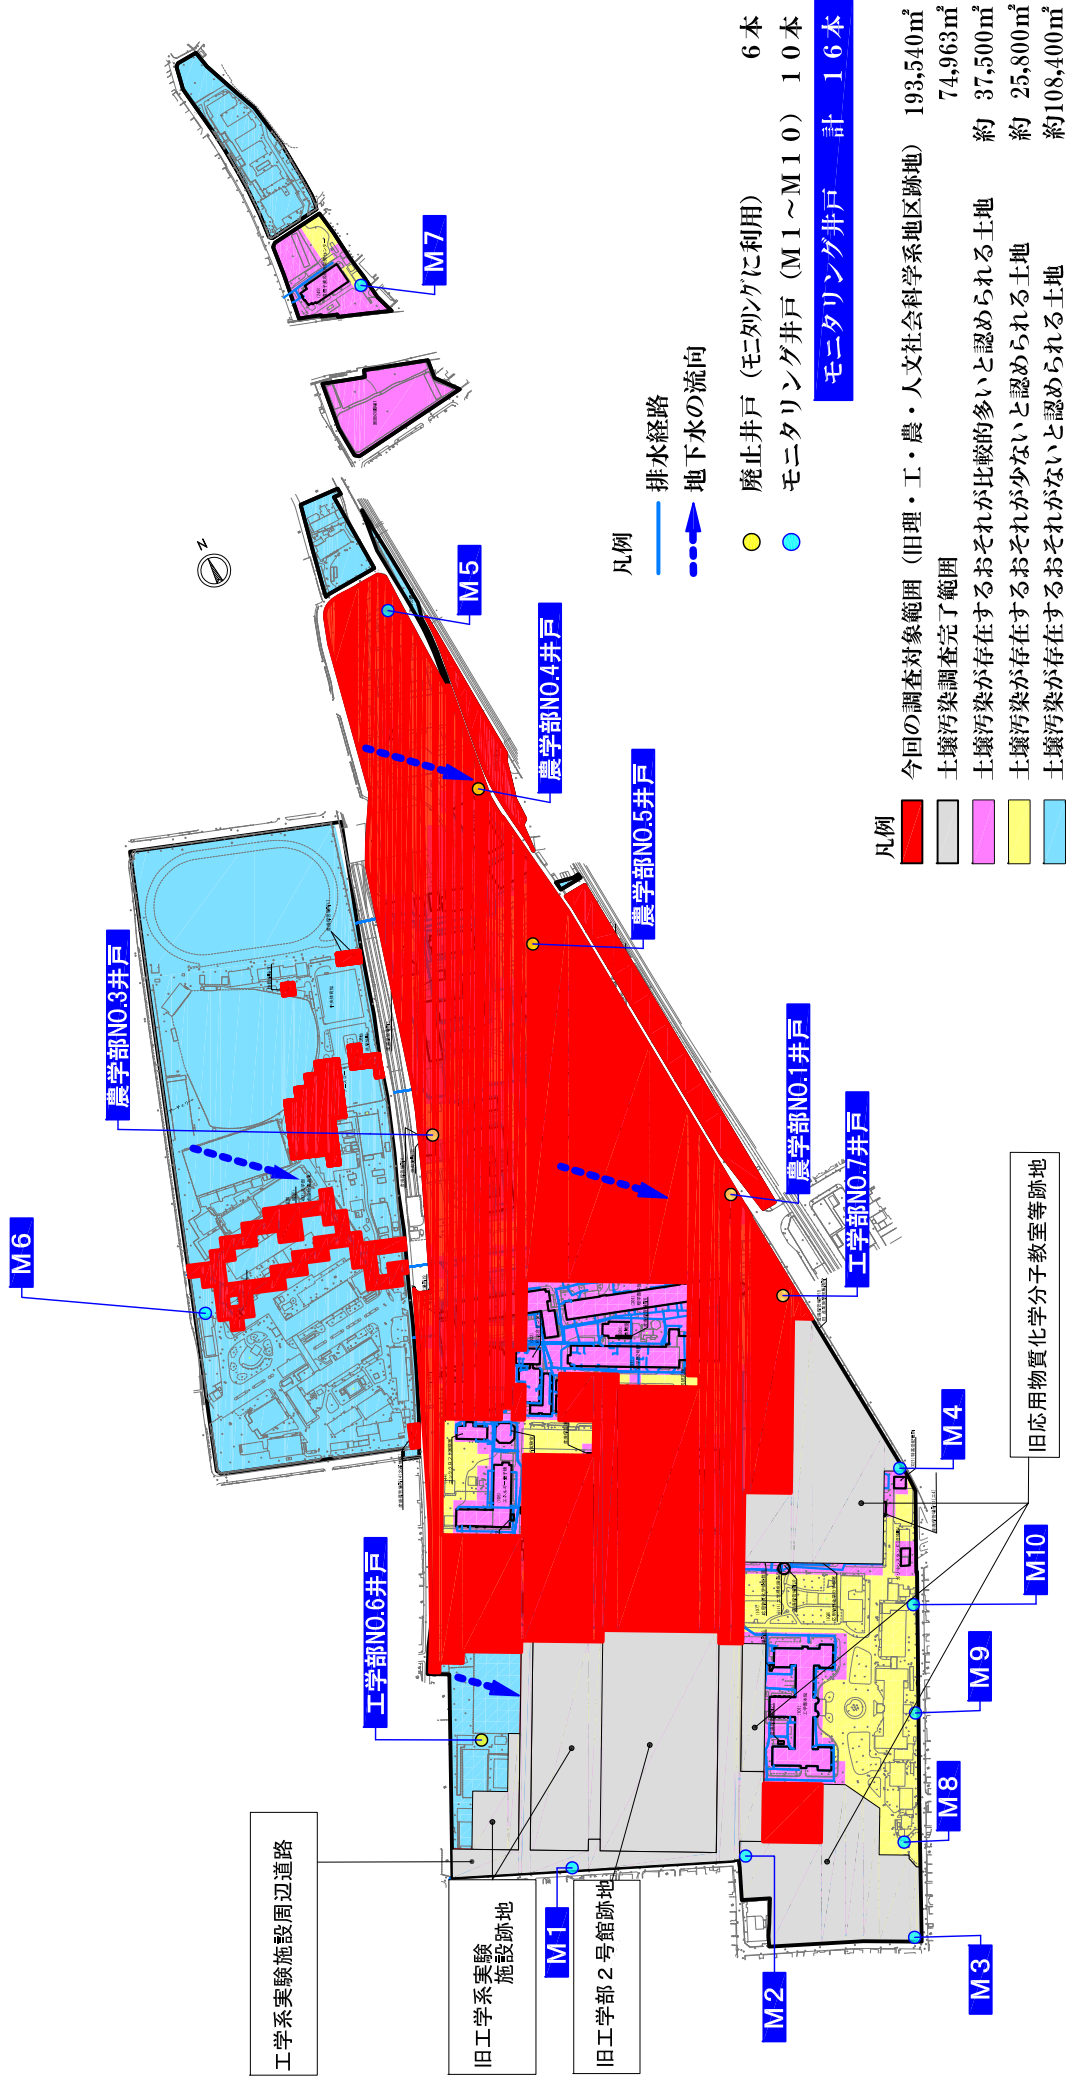 M7
M5
農学部NO.4井戸
農学部NO.5井戸
農学部NO.3井戸
M6
農学部NO.1井戸
工学部NO.7井戸
工学部NO.6井戸
M4
M10
M9
M8
M3
M2
M1
N
工学系実験施設周辺道路
旧工学系実験
施設跡地
旧工学部2号館跡地
旧応用物質化学分子教室等跡地
凡例
排水経路
地下水の流向
廃止井戸（モニタリングに利用） 6本
モニタリング井戸（M1～M10） 10本
モニタリング井戸 計 16本
凡例
今回の調査対象範囲（旧理・工・農・人文社会科学系地区跡地） 193,540㎡
土壌汚染調査完了範囲 74,963㎡
土壌汚染が存在するおそれが比較的多いと認められる土地 約 37,500㎡
土壌汚染が存在するおそれが少ないと認められる土地 約 25,800㎡
土壌汚染が存在するおそれがないと認められる土地 約108,400㎡